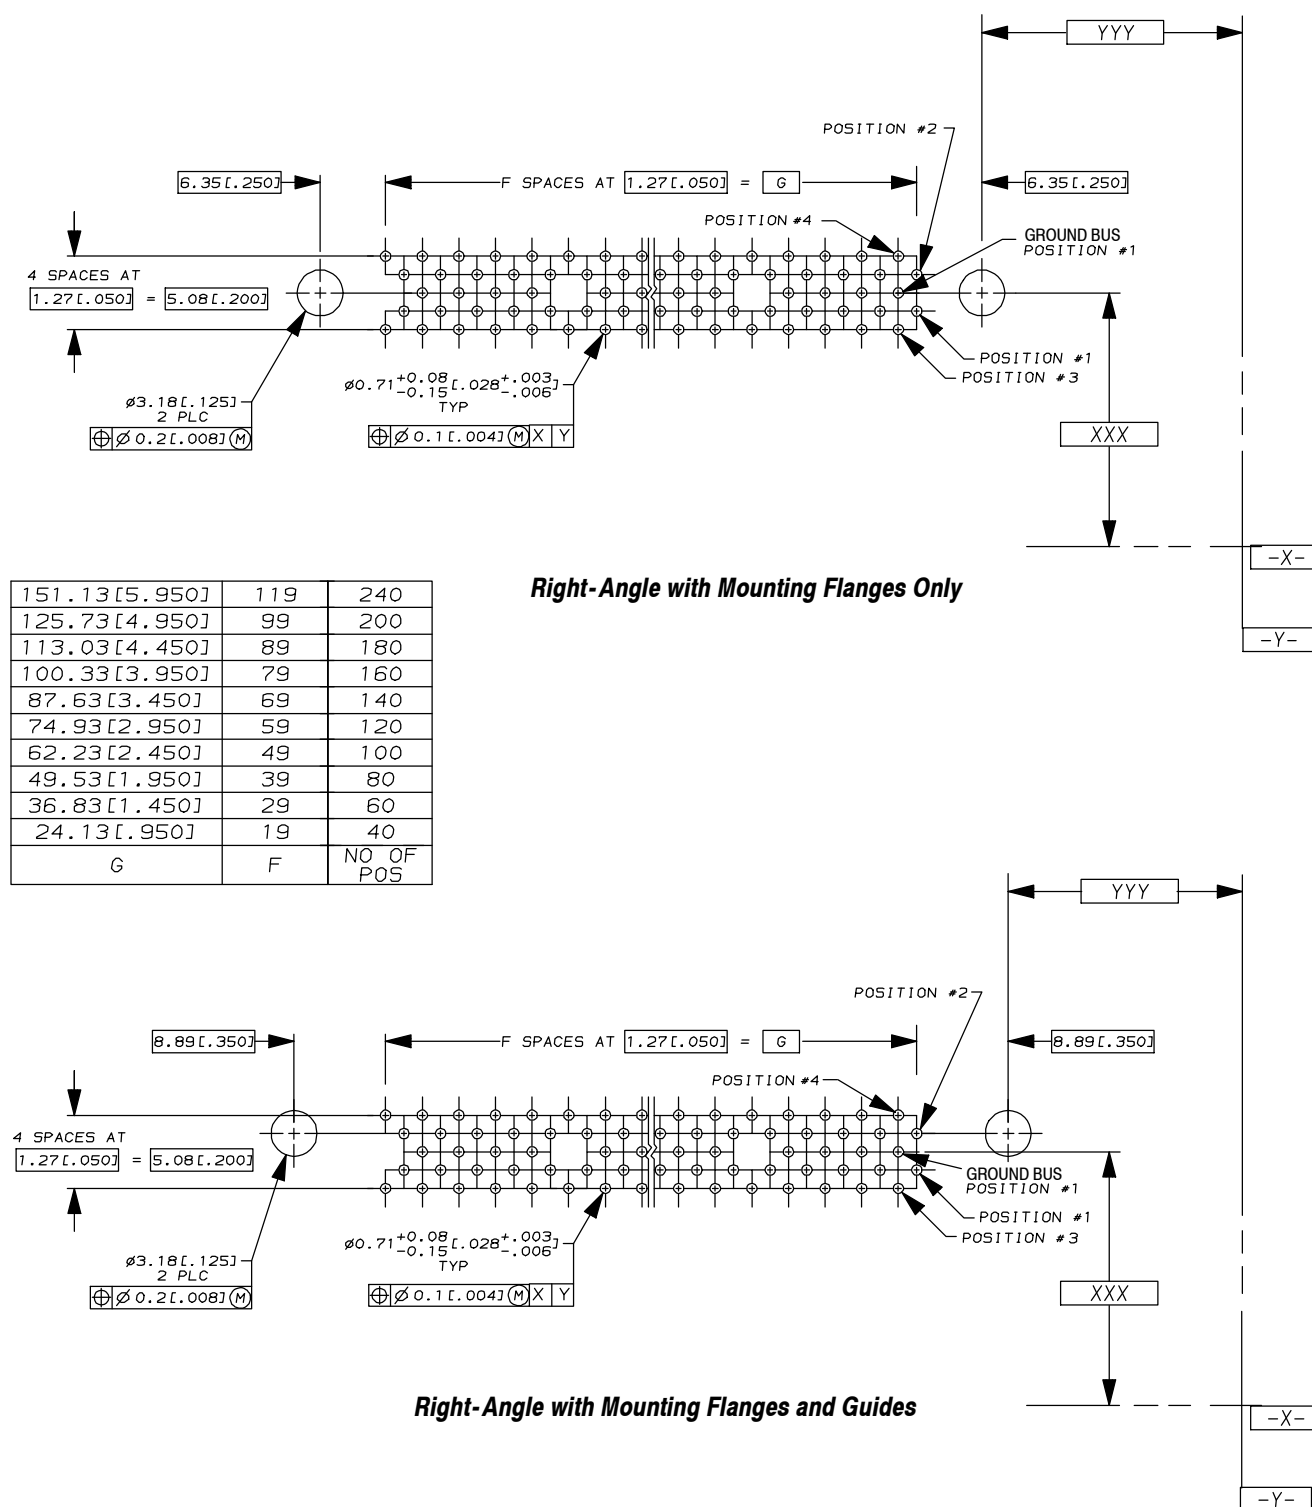 YYY
POSITION #2
6.35[.250]
F SPACES AT 1.27[.050] = G
6.35[.250]
POSITION #4
GROUND BUS
POSITION #1
4 SPACES AT
1.27[.050] = 5.08[.200]
POSITION #1
POSITION #3
ø0.71 +0.08 -0.15 [.028 +.003 -.006]
TYP
ø3.18[.125]
2 PLC
⌖ Ø 0.2[.008] Ⓜ
⌖ Ø 0.1[.004] Ⓜ X Y
XXX
-X-
Right-Angle with Mounting Flanges Only
-Y-
151.13[5.950] 119 240
125.73[4.950] 99 200
113.03[4.450] 89 180
100.33[3.950] 79 160
87.63[3.450] 69 140
74.93[2.950] 59 120
62.23[2.450] 49 100
49.53[1.950] 39 80
36.83[1.450] 29 60
24.13[.950] 19 40
G F NO OF POS
YYY
POSITION #2
8.89[.350]
F SPACES AT 1.27[.050] = G
8.89[.350]
POSITION #4
4 SPACES AT
1.27[.050] = 5.08[.200]
GROUND BUS
POSITION #1
POSITION #1
POSITION #3
ø0.71 +0.08 -0.15 [.028 +.003 -.006]
TYP
ø3.18[.125]
2 PLC
⌖ Ø 0.2[.008] Ⓜ
⌖ Ø 0.1[.004] Ⓜ X Y
XXX
Right-Angle with Mounting Flanges and Guides
-X-
-Y-